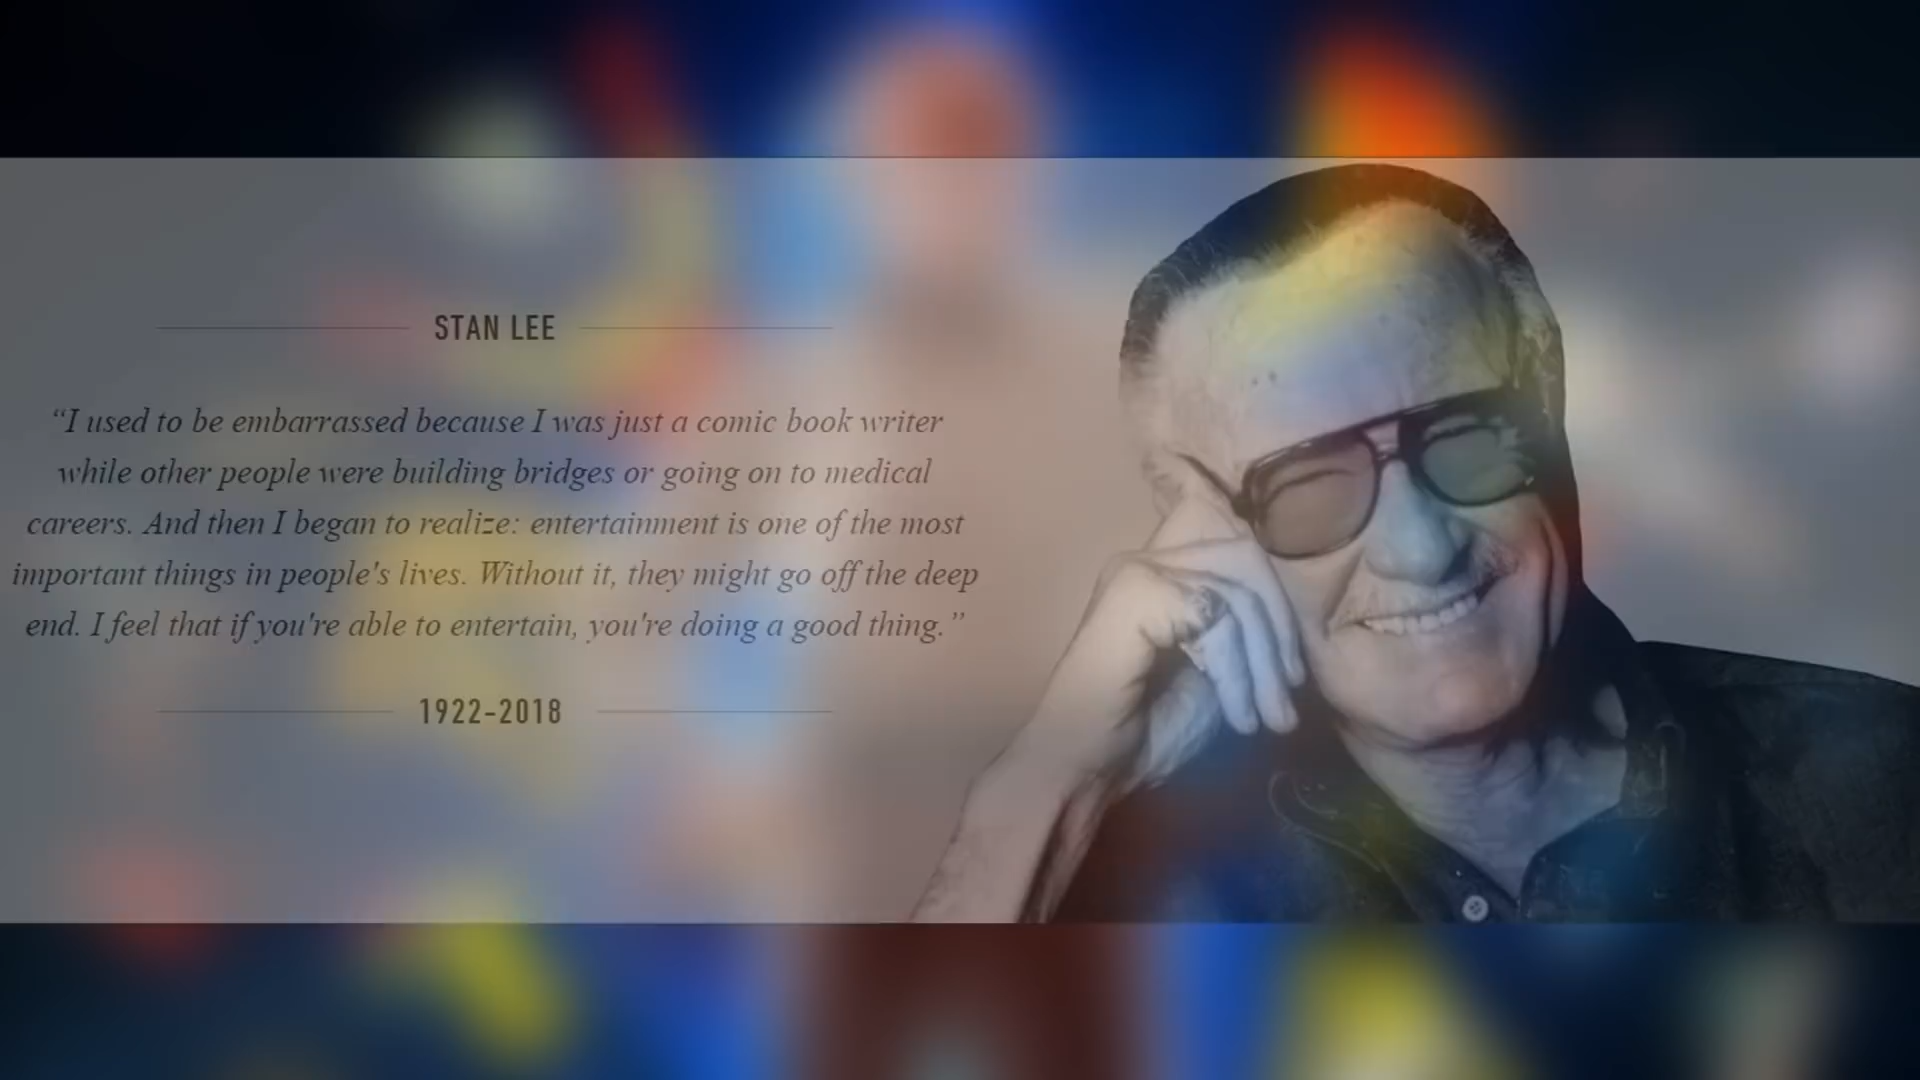 STAN LEE
“I used to be embarrassed because I was just a comic book writer
while other people were building bridges or going on to medical
careers. And then I began to realize: entertainment is one of the most
important things in people's lives. Without it, they might go off the deep
end. I feel that if you're able to entertain, you're doing a good thing.”
1922-2018